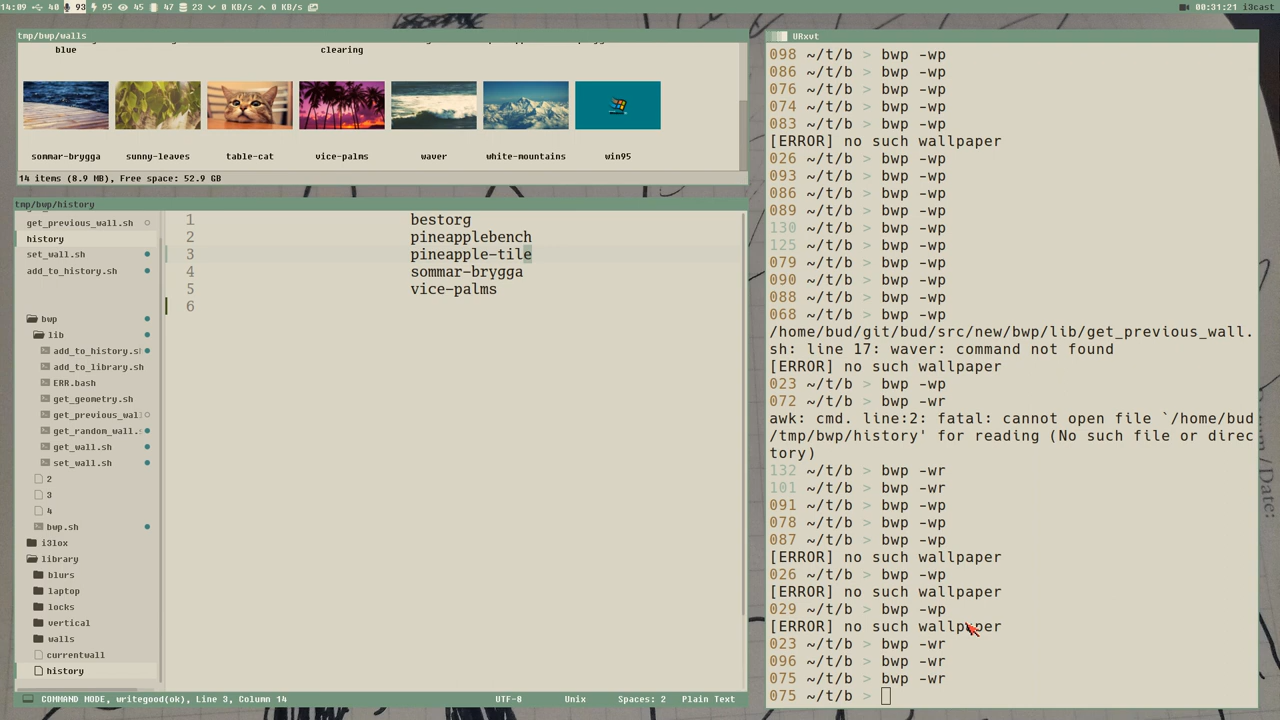 14:09 40 93 95 45 47 23 0 KB/s 0 KB/s
00:31:21 i3cast
tmp/bwp/walls
blue clearing
sommar-brygga sunny-leaves table-cat vice-palms waver white-mountains win95
14 items (8.9 MB), Free space: 52.9 GB
tmp/bwp/history
get_previous_wall.sh
history
set_wall.sh
add_to_history.sh
bwp
lib
add_to_history.s
add_to_library.sh
ERR.bash
get_geometry.sh
get_previous_wal
get_random_wall.
get_wall.sh
set_wall.sh
2
3
4
bwp.sh
i3lox
library
blurs
laptop
locks
vertical
walls
currentwall
history
1 bestorg
2 pineapplebench
3 pineapple-tile
4 sommar-brygga
5 vice-palms
6
COMMAND MODE, writegood(ok), Line 3, Column 14 UTF-8 Unix Spaces: 2 Plain Text
URxvt
098 ~/t/b > bwp -wp
086 ~/t/b > bwp -wp
076 ~/t/b > bwp -wp
074 ~/t/b > bwp -wp
083 ~/t/b > bwp -wp
[ERROR] no such wallpaper
026 ~/t/b > bwp -wp
093 ~/t/b > bwp -wp
086 ~/t/b > bwp -wp
089 ~/t/b > bwp -wp
130 ~/t/b > bwp -wp
125 ~/t/b > bwp -wp
079 ~/t/b > bwp -wp
090 ~/t/b > bwp -wp
088 ~/t/b > bwp -wp
068 ~/t/b > bwp -wp
/home/bud/git/bud/src/new/bwp/lib/get_previous_wall.
sh: line 17: waver: command not found
[ERROR] no such wallpaper
023 ~/t/b > bwp -wp
072 ~/t/b > bwp -wr
awk: cmd. line:2: fatal: cannot open file `/home/bud
/tmp/bwp/history' for reading (No such file or direc
tory)
132 ~/t/b > bwp -wr
101 ~/t/b > bwp -wr
091 ~/t/b > bwp -wp
078 ~/t/b > bwp -wp
087 ~/t/b > bwp -wp
[ERROR] no such wallpaper
026 ~/t/b > bwp -wp
[ERROR] no such wallpaper
029 ~/t/b > bwp -wp
[ERROR] no such wallpaper
023 ~/t/b > bwp -wr
096 ~/t/b > bwp -wr
075 ~/t/b > bwp -wr
075 ~/t/b >
/Date: